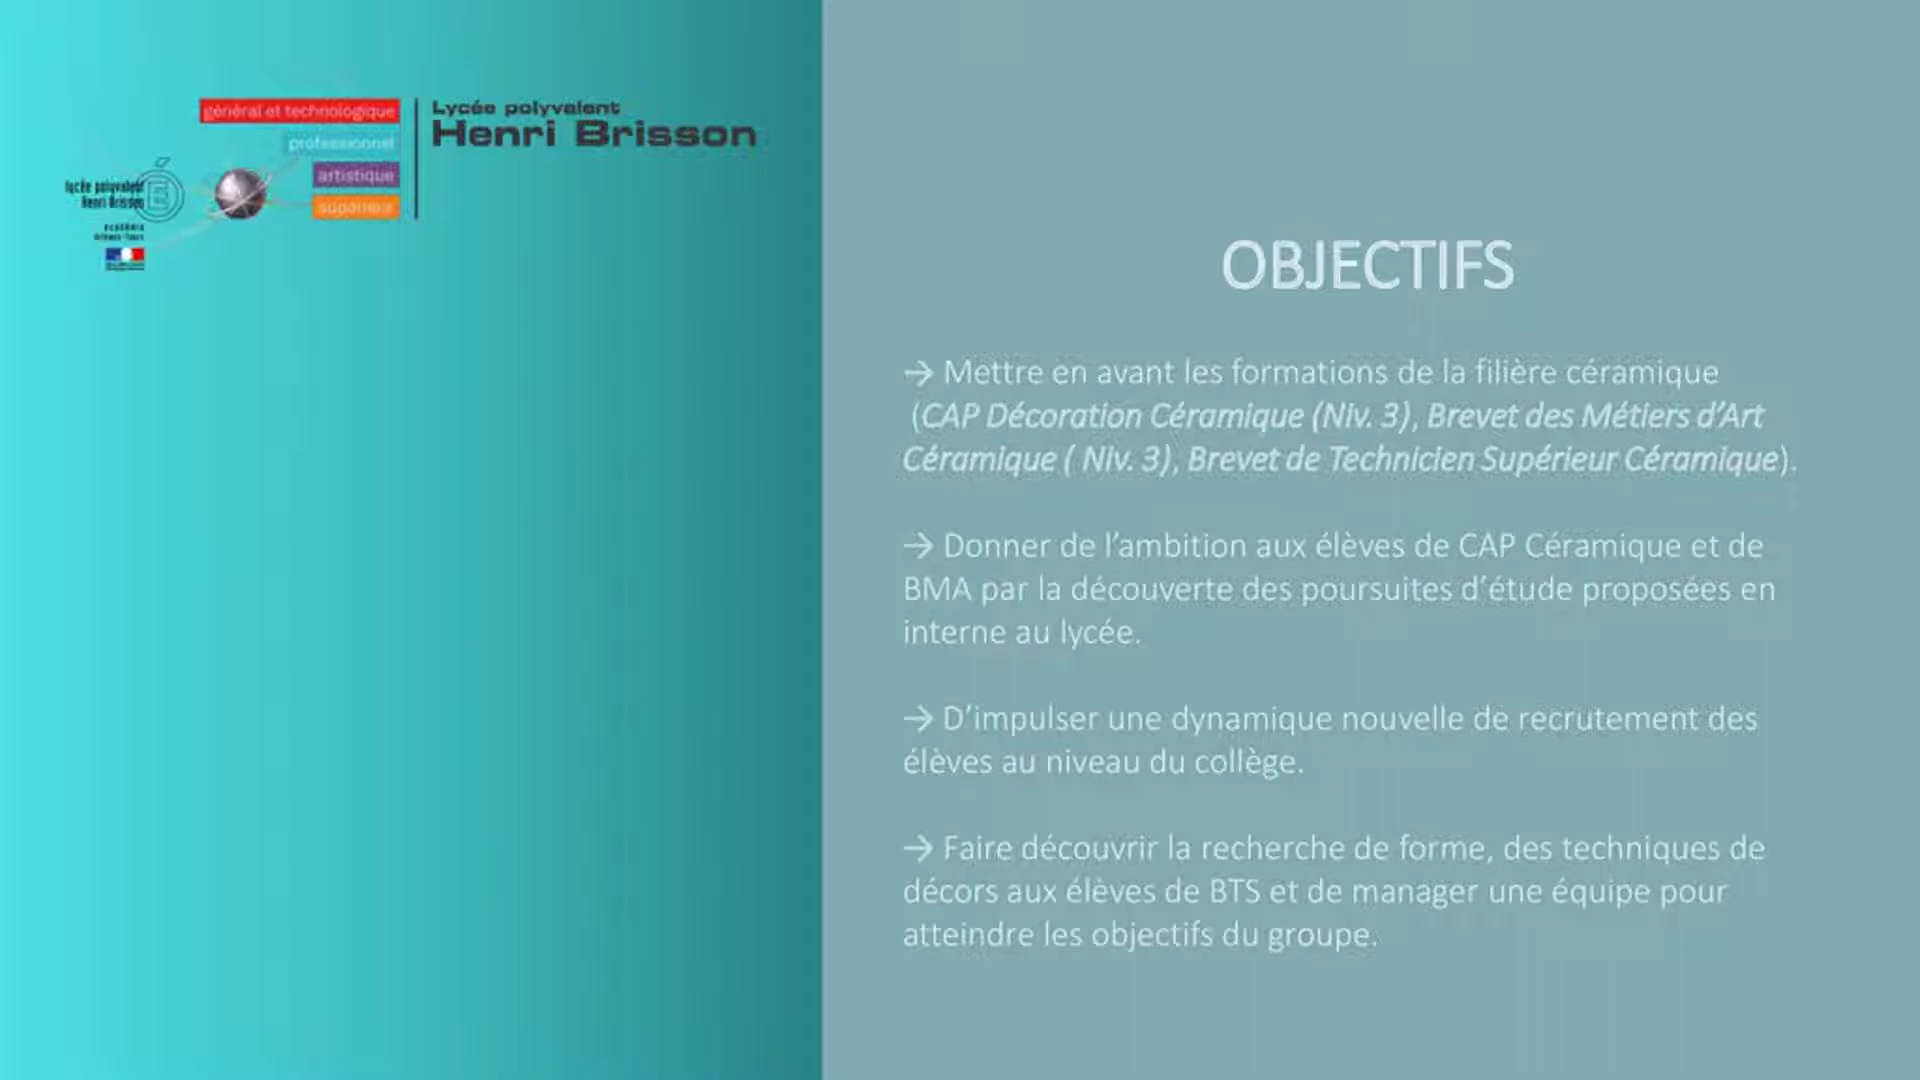 général et technologique
professionnel
artistique
supérieur
Lycée polyvalent
Henri Brisson
lycée polyvalent
Henri Brisson
OBJECTIFS
→ Mettre en avant les formations de la filière céramique
(CAP Décoration Céramique (Niv. 3), Brevet des Métiers d’Art
Céramique ( Niv. 3), Brevet de Technicien Supérieur Céramique).
→ Donner de l’ambition aux élèves de CAP Céramique et de
BMA par la découverte des poursuites d’étude proposées en
interne au lycée.
→ D’impulser une dynamique nouvelle de recrutement des
élèves au niveau du collège.
→ Faire découvrir la recherche de forme, des techniques de
décors aux élèves de BTS et de manager une équipe pour
atteindre les objectifs du groupe.